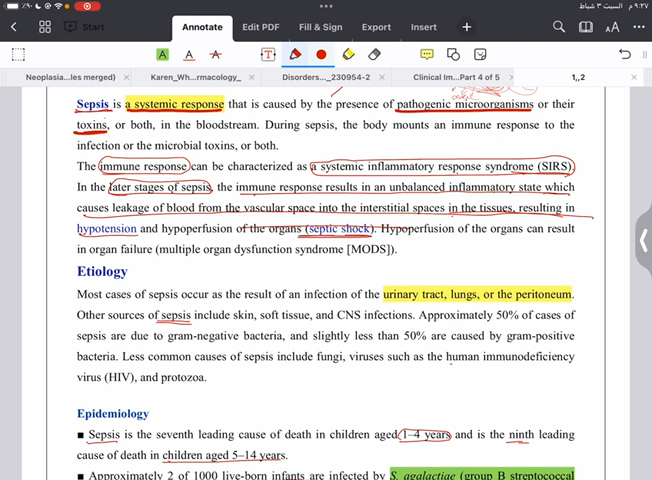 ٩:٢٧ م السبت ٣ شباط
٪٩٠
Start
Annotate
Edit PDF
Fill & Sign
Export
Insert
Neoplasia...les merged)
Karen_Wh...rmacology_
Disorders..._230954-2
Clinical Im...Part 4 of 5
1,,2
Sepsis is a systemic response that is caused by the presence of pathogenic microorganisms or their
toxins, or both, in the bloodstream. During sepsis, the body mounts an immune response to the
infection or the microbial toxins, or both.
The immune response can be characterized as a systemic inflammatory response syndrome (SIRS).
In the later stages of sepsis, the immune response results in an unbalanced inflammatory state which
causes leakage of blood from the vascular space into the interstitial spaces in the tissues, resulting in
hypotension and hypoperfusion of the organs (septic shock). Hypoperfusion of the organs can result
in organ failure (multiple organ dysfunction syndrome [MODS]).
Etiology
Most cases of sepsis occur as the result of an infection of the urinary tract, lungs, or the peritoneum.
Other sources of sepsis include skin, soft tissue, and CNS infections. Approximately 50% of cases of
sepsis are due to gram-negative bacteria, and slightly less than 50% are caused by gram-positive
bacteria. Less common causes of sepsis include fungi, viruses such as the human immunodeficiency
virus (HIV), and protozoa.
Epidemiology
■ Sepsis is the seventh leading cause of death in children aged 1–4 years and is the ninth leading
cause of death in children aged 5–14 years.
■ Approximately 2 of 1000 live-born infants are infected by S. agalactiae (group B streptococcal